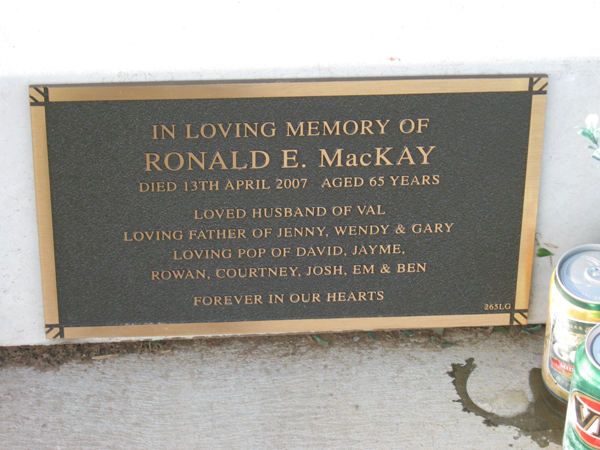 IN LOVING MEMORY OF
RONALD E. MacKAY
DIED 13TH APRIL 2007 AGED 65 YEARS
LOVED HUSBAND OF VAL
LOVING FATHER OF JENNY, WENDY & GARY
LOVING POP OF DAVID, JAYME,
ROWAN, COURTNEY, JOSH, EM & BEN
FOREVER IN OUR HEARTS
265LG